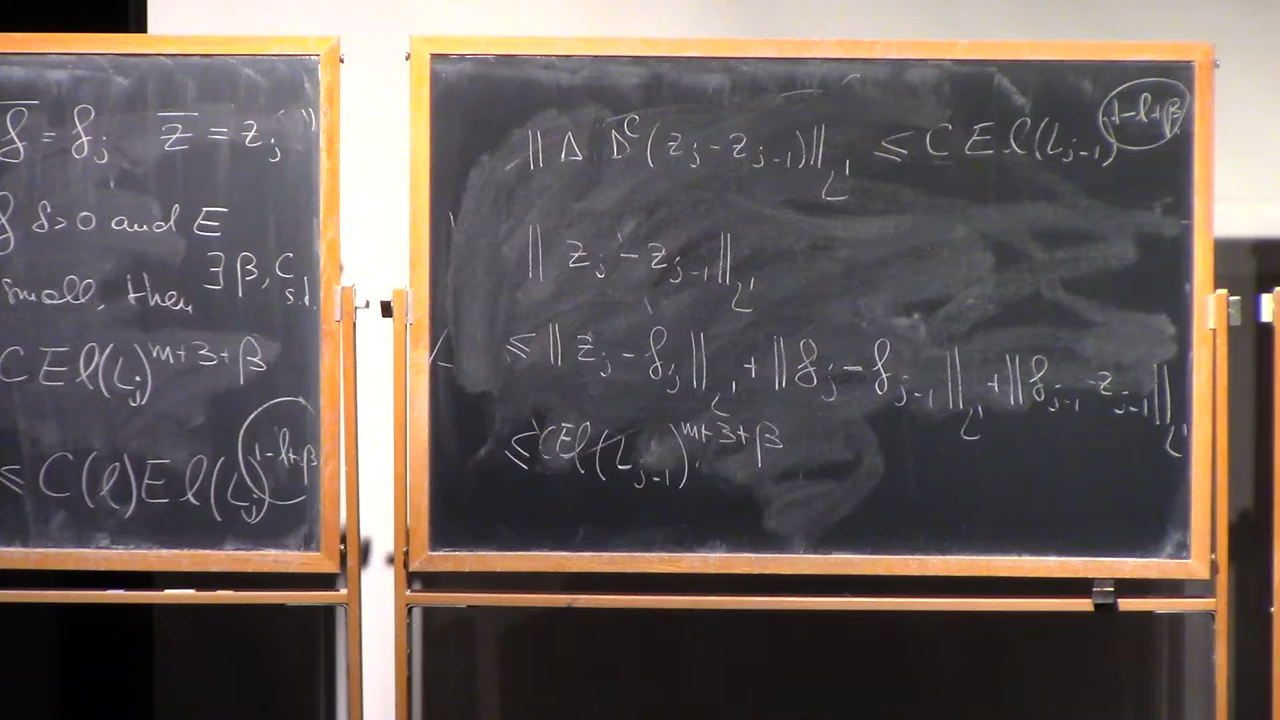 f̅ = f_j z̅ = z_j
f δ>0 and E
small, then ∃ β, C s.t.
C E ℓ(L_j)^{m+3+β}
≤ C(l) E ℓ(L_j)^{1-l+β}
‖Δ D̅^l (z_j - z_{j-1})‖_{L^1} ≤ C E ℓ(L_{j-1})^{1-l+β}
‖ z_j - z_{j-1} ‖_{L^1}
≤ ‖ z_j - f_j ‖_{L^1} + ‖ f_j - f_{j-1} ‖_{L^1} + ‖ f_{j-1} - z_{j-1} ‖_{L^1}
≤ C E ℓ(L_{j-1})^{m+3+β}